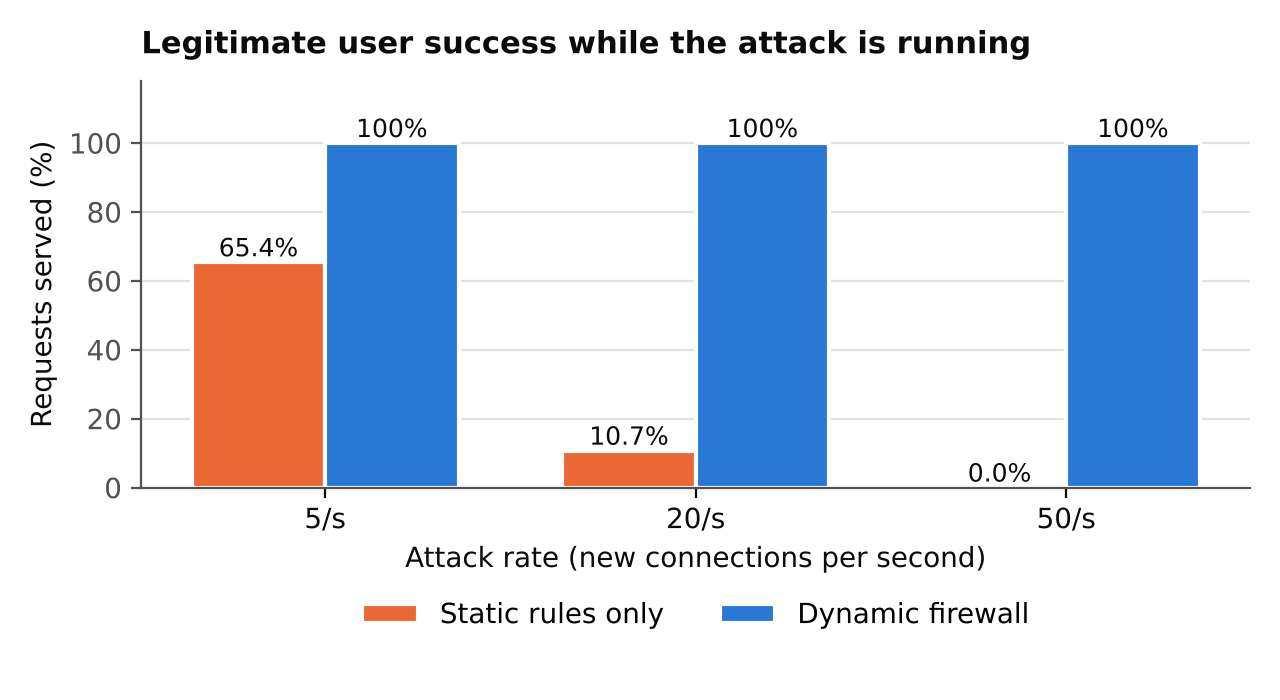 Legitimate user success while the attack is running
Requests served (%)
100
80
60
40
20
0
65.4%
100%
10.7%
100%
0.0%
100%
5/s
20/s
50/s
Attack rate (new connections per second)
Static rules only
Dynamic firewall